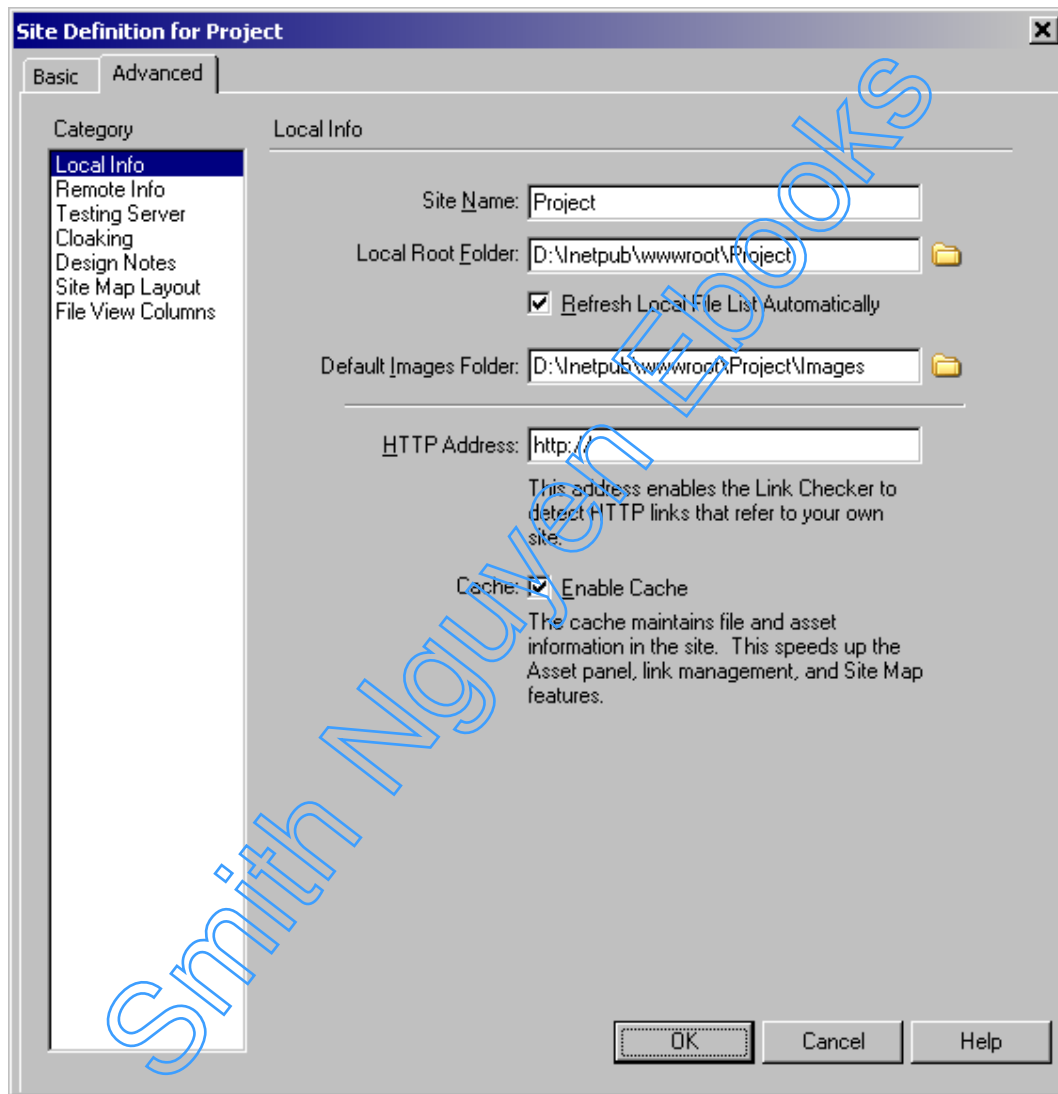 Site Definition for Project
Basic
Advanced
Category
Local Info
Remote Info
Testing Server
Cloaking
Design Notes
Site Map Layout
File View Columns
Local Info
Site Name: Project
Local Root Folder: D:\Inetpub\wwwroot\Project
Refresh Local File List Automatically
Default Images Folder: D:\Inetpub\wwwroot\Project\Images
HTTP Address: http://
This address enables the Link Checker to
detect HTTP links that refer to your own
site.
Cache: Enable Cache
The cache maintains file and asset
information in the site. This speeds up the
Asset panel, link management, and Site Map
features.
OK
Cancel
Help
Smith Nguyen Ebooks